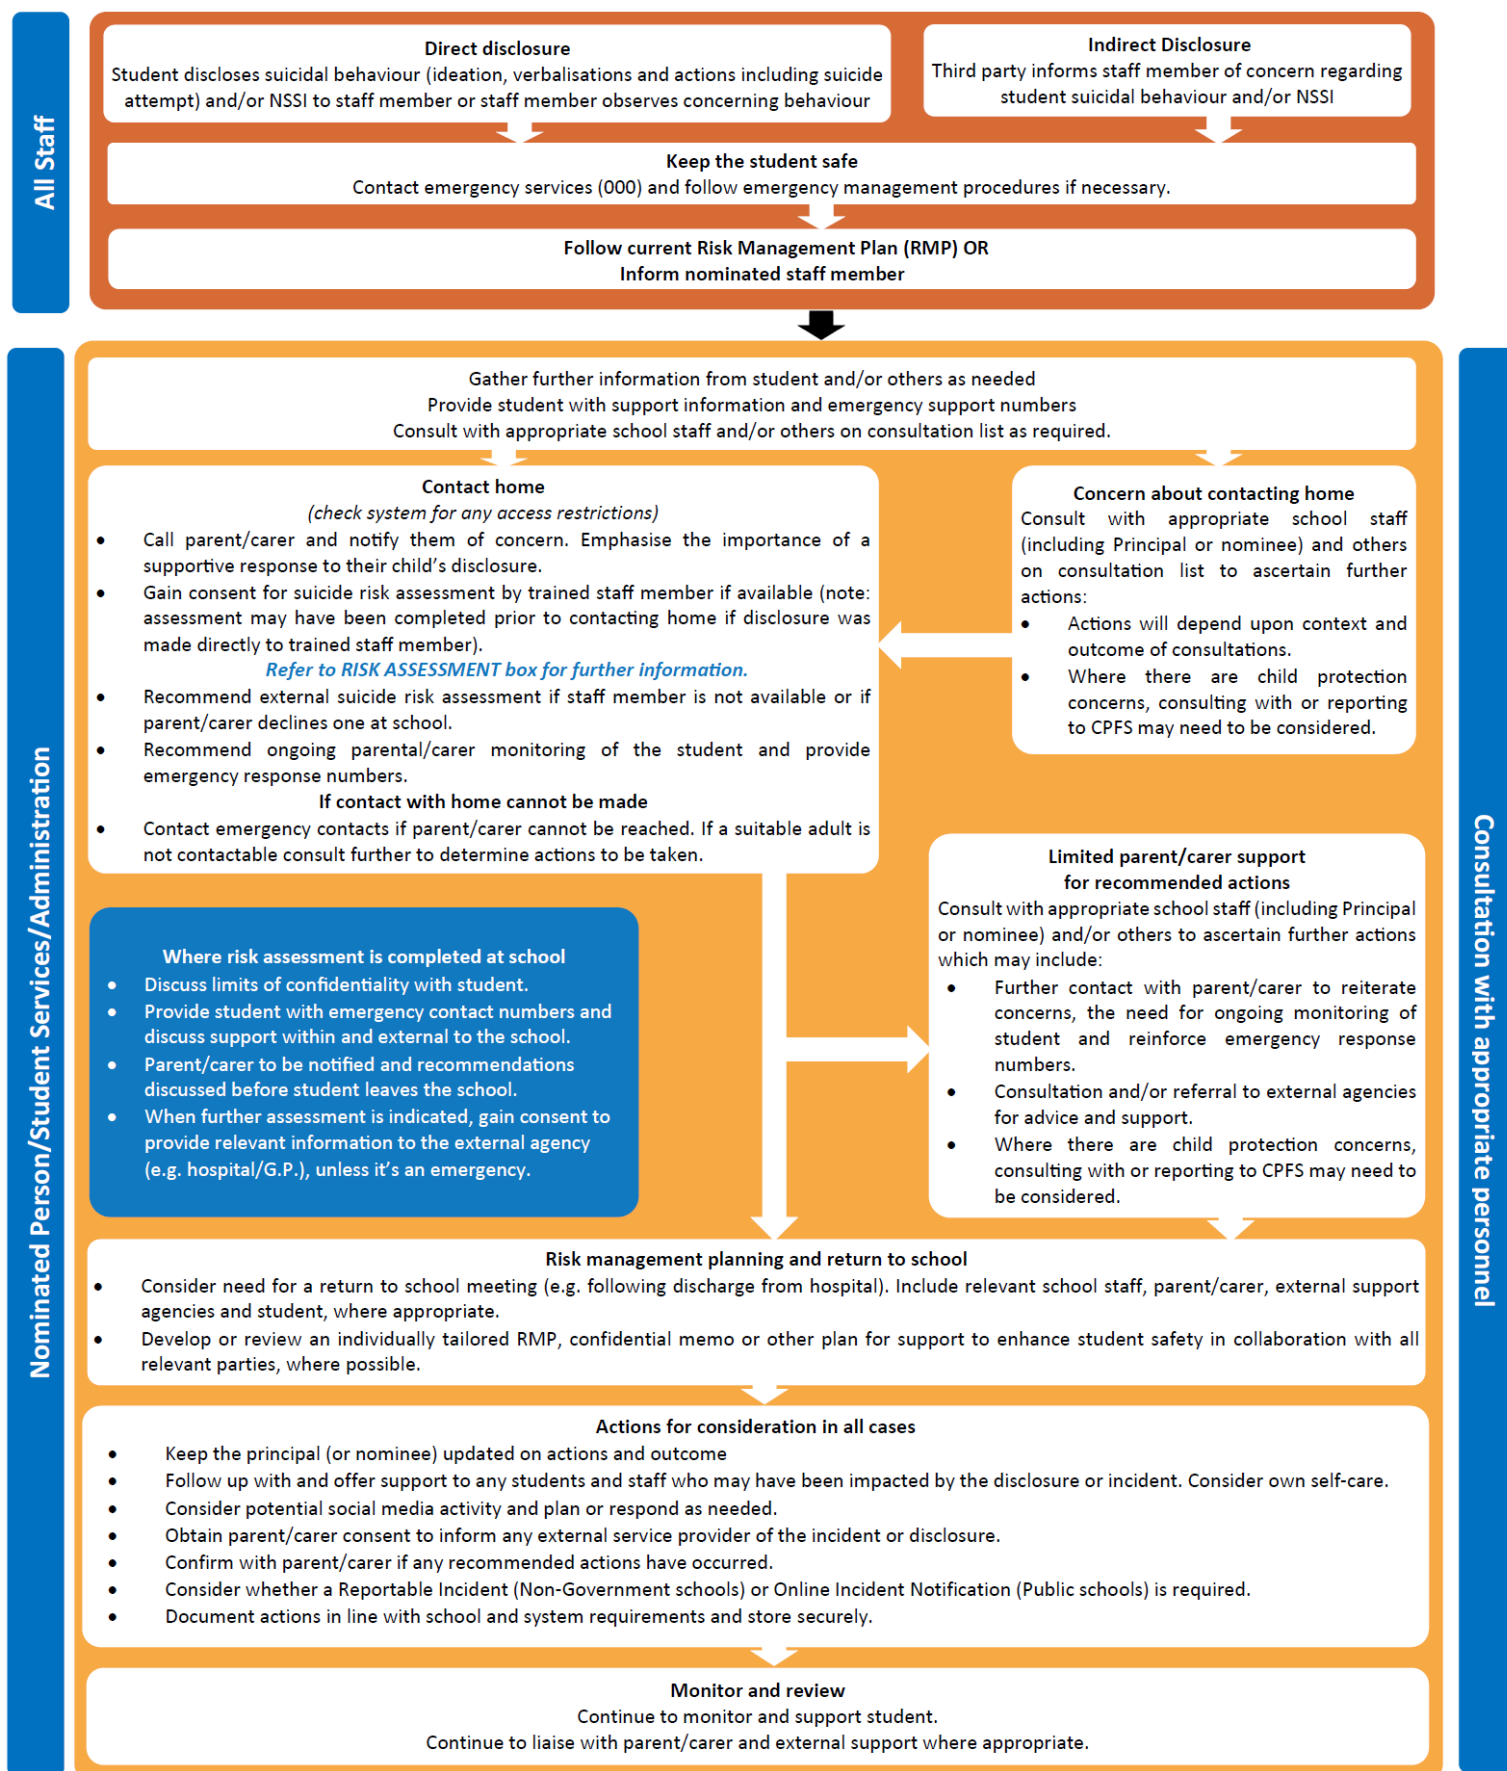 All Staff
Direct disclosure
Student discloses suicidal behaviour (ideation, verbalisations and actions including suicide
attempt) and/or NSSI to staff member or staff member observes concerning behaviour
Indirect Disclosure
Third party informs staff member of concern regarding
student suicidal behaviour and/or NSSI
Keep the student safe
Contact emergency services (000) and follow emergency management procedures if necessary.
Follow current Risk Management Plan (RMP) OR
Inform nominated staff member
Nominated Person/Student Services/Administration
Consultation with appropriate personnel
Gather further information from student and/or others as needed
Provide student with support information and emergency support numbers
Consult with appropriate school staff and/or others on consultation list as required.
Contact home
(check system for any access restrictions)
• Call parent/carer and notify them of concern. Emphasise the importance of a
supportive response to their child's disclosure.
• Gain consent for suicide risk assessment by trained staff member if available (note:
assessment may have been completed prior to contacting home if disclosure was
made directly to trained staff member).
Refer to RISK ASSESSMENT box for further information.
• Recommend external suicide risk assessment if staff member is not available or if
parent/carer declines one at school.
• Recommend ongoing parental/carer monitoring of the student and provide
emergency response numbers.
If contact with home cannot be made
• Contact emergency contacts if parent/carer cannot be reached. If a suitable adult is
not contactable consult further to determine actions to be taken.
Concern about contacting home
Consult with appropriate school staff
(including Principal or nominee) and others
on consultation list to ascertain further
actions:
• Actions will depend upon context and
outcome of consultations.
• Where there are child protection
concerns, consulting with or reporting
to CPFS may need to be considered.
Where risk assessment is completed at school
• Discuss limits of confidentiality with student.
• Provide student with emergency contact numbers and
discuss support within and external to the school.
• Parent/carer to be notified and recommendations
discussed before student leaves the school.
• When further assessment is indicated, gain consent to
provide relevant information to the external agency
(e.g. hospital/G.P.), unless it's an emergency.
Limited parent/carer support
for recommended actions
Consult with appropriate school staff (including Principal
or nominee) and/or others to ascertain further actions
which may include:
• Further contact with parent/carer to reiterate
concerns, the need for ongoing monitoring of
student and reinforce emergency response
numbers.
• Consultation and/or referral to external agencies
for advice and support.
• Where there are child protection concerns,
consulting with or reporting to CPFS may need to
be considered.
Risk management planning and return to school
• Consider need for a return to school meeting (e.g. following discharge from hospital). Include relevant school staff, parent/carer, external support
agencies and student, where appropriate.
• Develop or review an individually tailored RMP, confidential memo or other plan for support to enhance student safety in collaboration with all
relevant parties, where possible.
Actions for consideration in all cases
• Keep the principal (or nominee) updated on actions and outcome
• Follow up with and offer support to any students and staff who may have been impacted by the disclosure or incident. Consider own self-care.
• Consider potential social media activity and plan or respond as needed.
• Obtain parent/carer consent to inform any external service provider of the incident or disclosure.
• Confirm with parent/carer if any recommended actions have occurred.
• Consider whether a Reportable Incident (Non-Government schools) or Online Incident Notification (Public schools) is required.
• Document actions in line with school and system requirements and store securely.
Monitor and review
Continue to monitor and support student.
Continue to liaise with parent/carer and external support where appropriate.